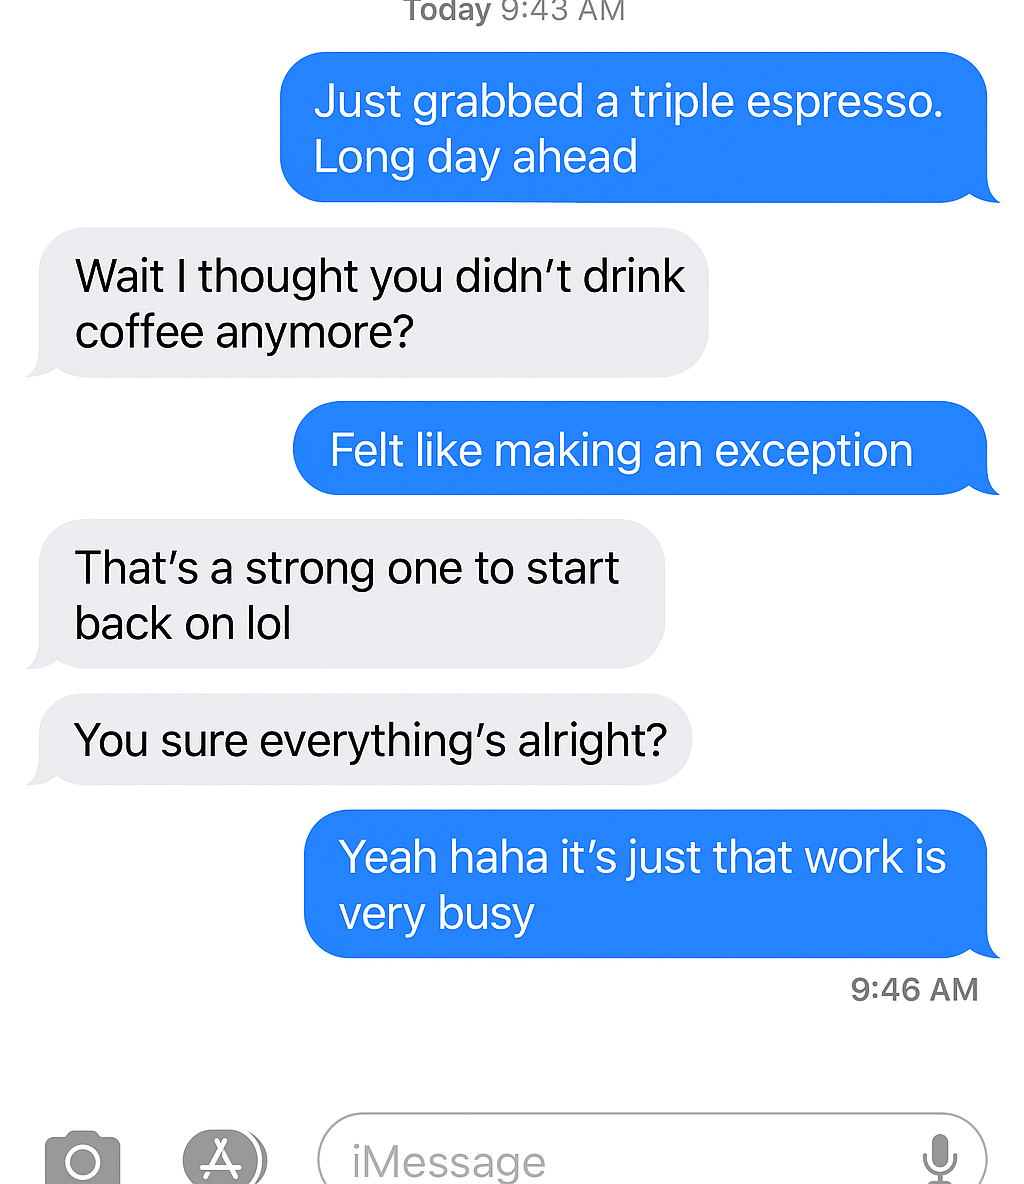 Today 9:43 AM
Just grabbed a triple espresso.
Long day ahead
Wait I thought you didn’t drink
coffee anymore?
Felt like making an exception
That’s a strong one to start
back on lol
You sure everything’s alright?
Yeah haha it’s just that work is
very busy
9:46 AM
iMessage